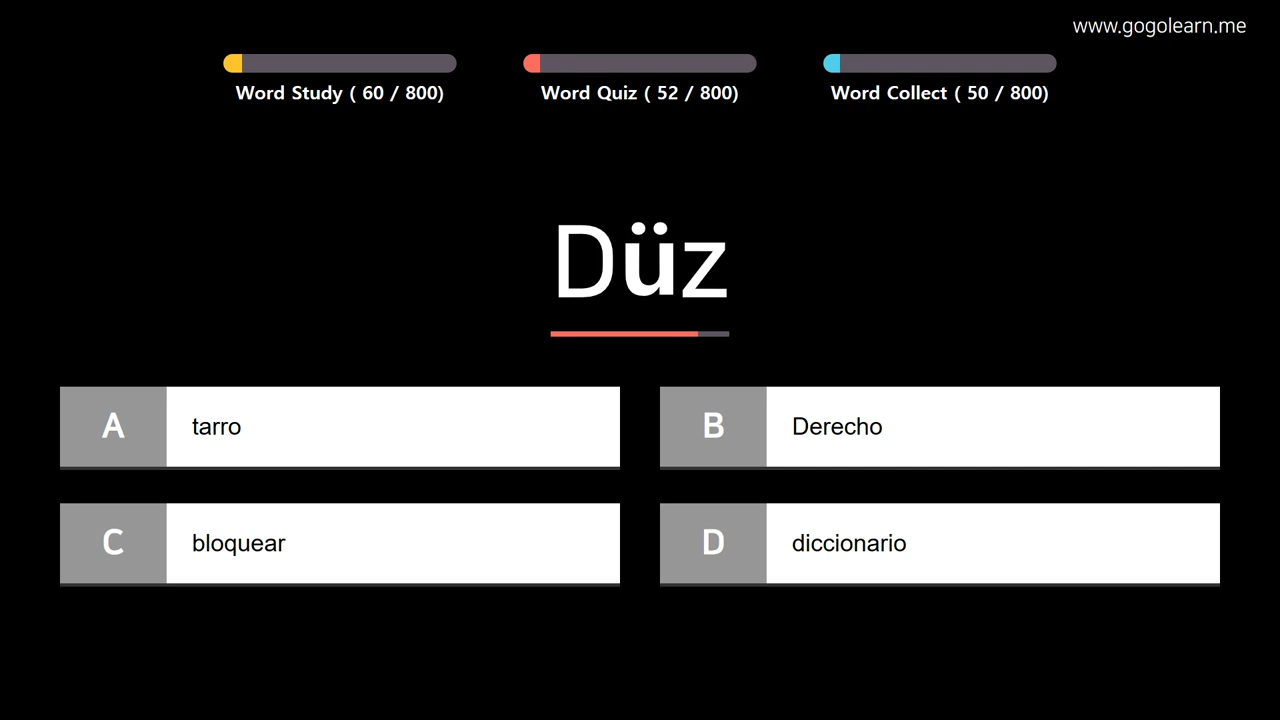 www.gogolearn.me
Word Study ( 60 / 800)
Word Quiz ( 52 / 800)
Word Collect ( 50 / 800)
Düz
A tarro
B Derecho
C bloquear
D diccionario